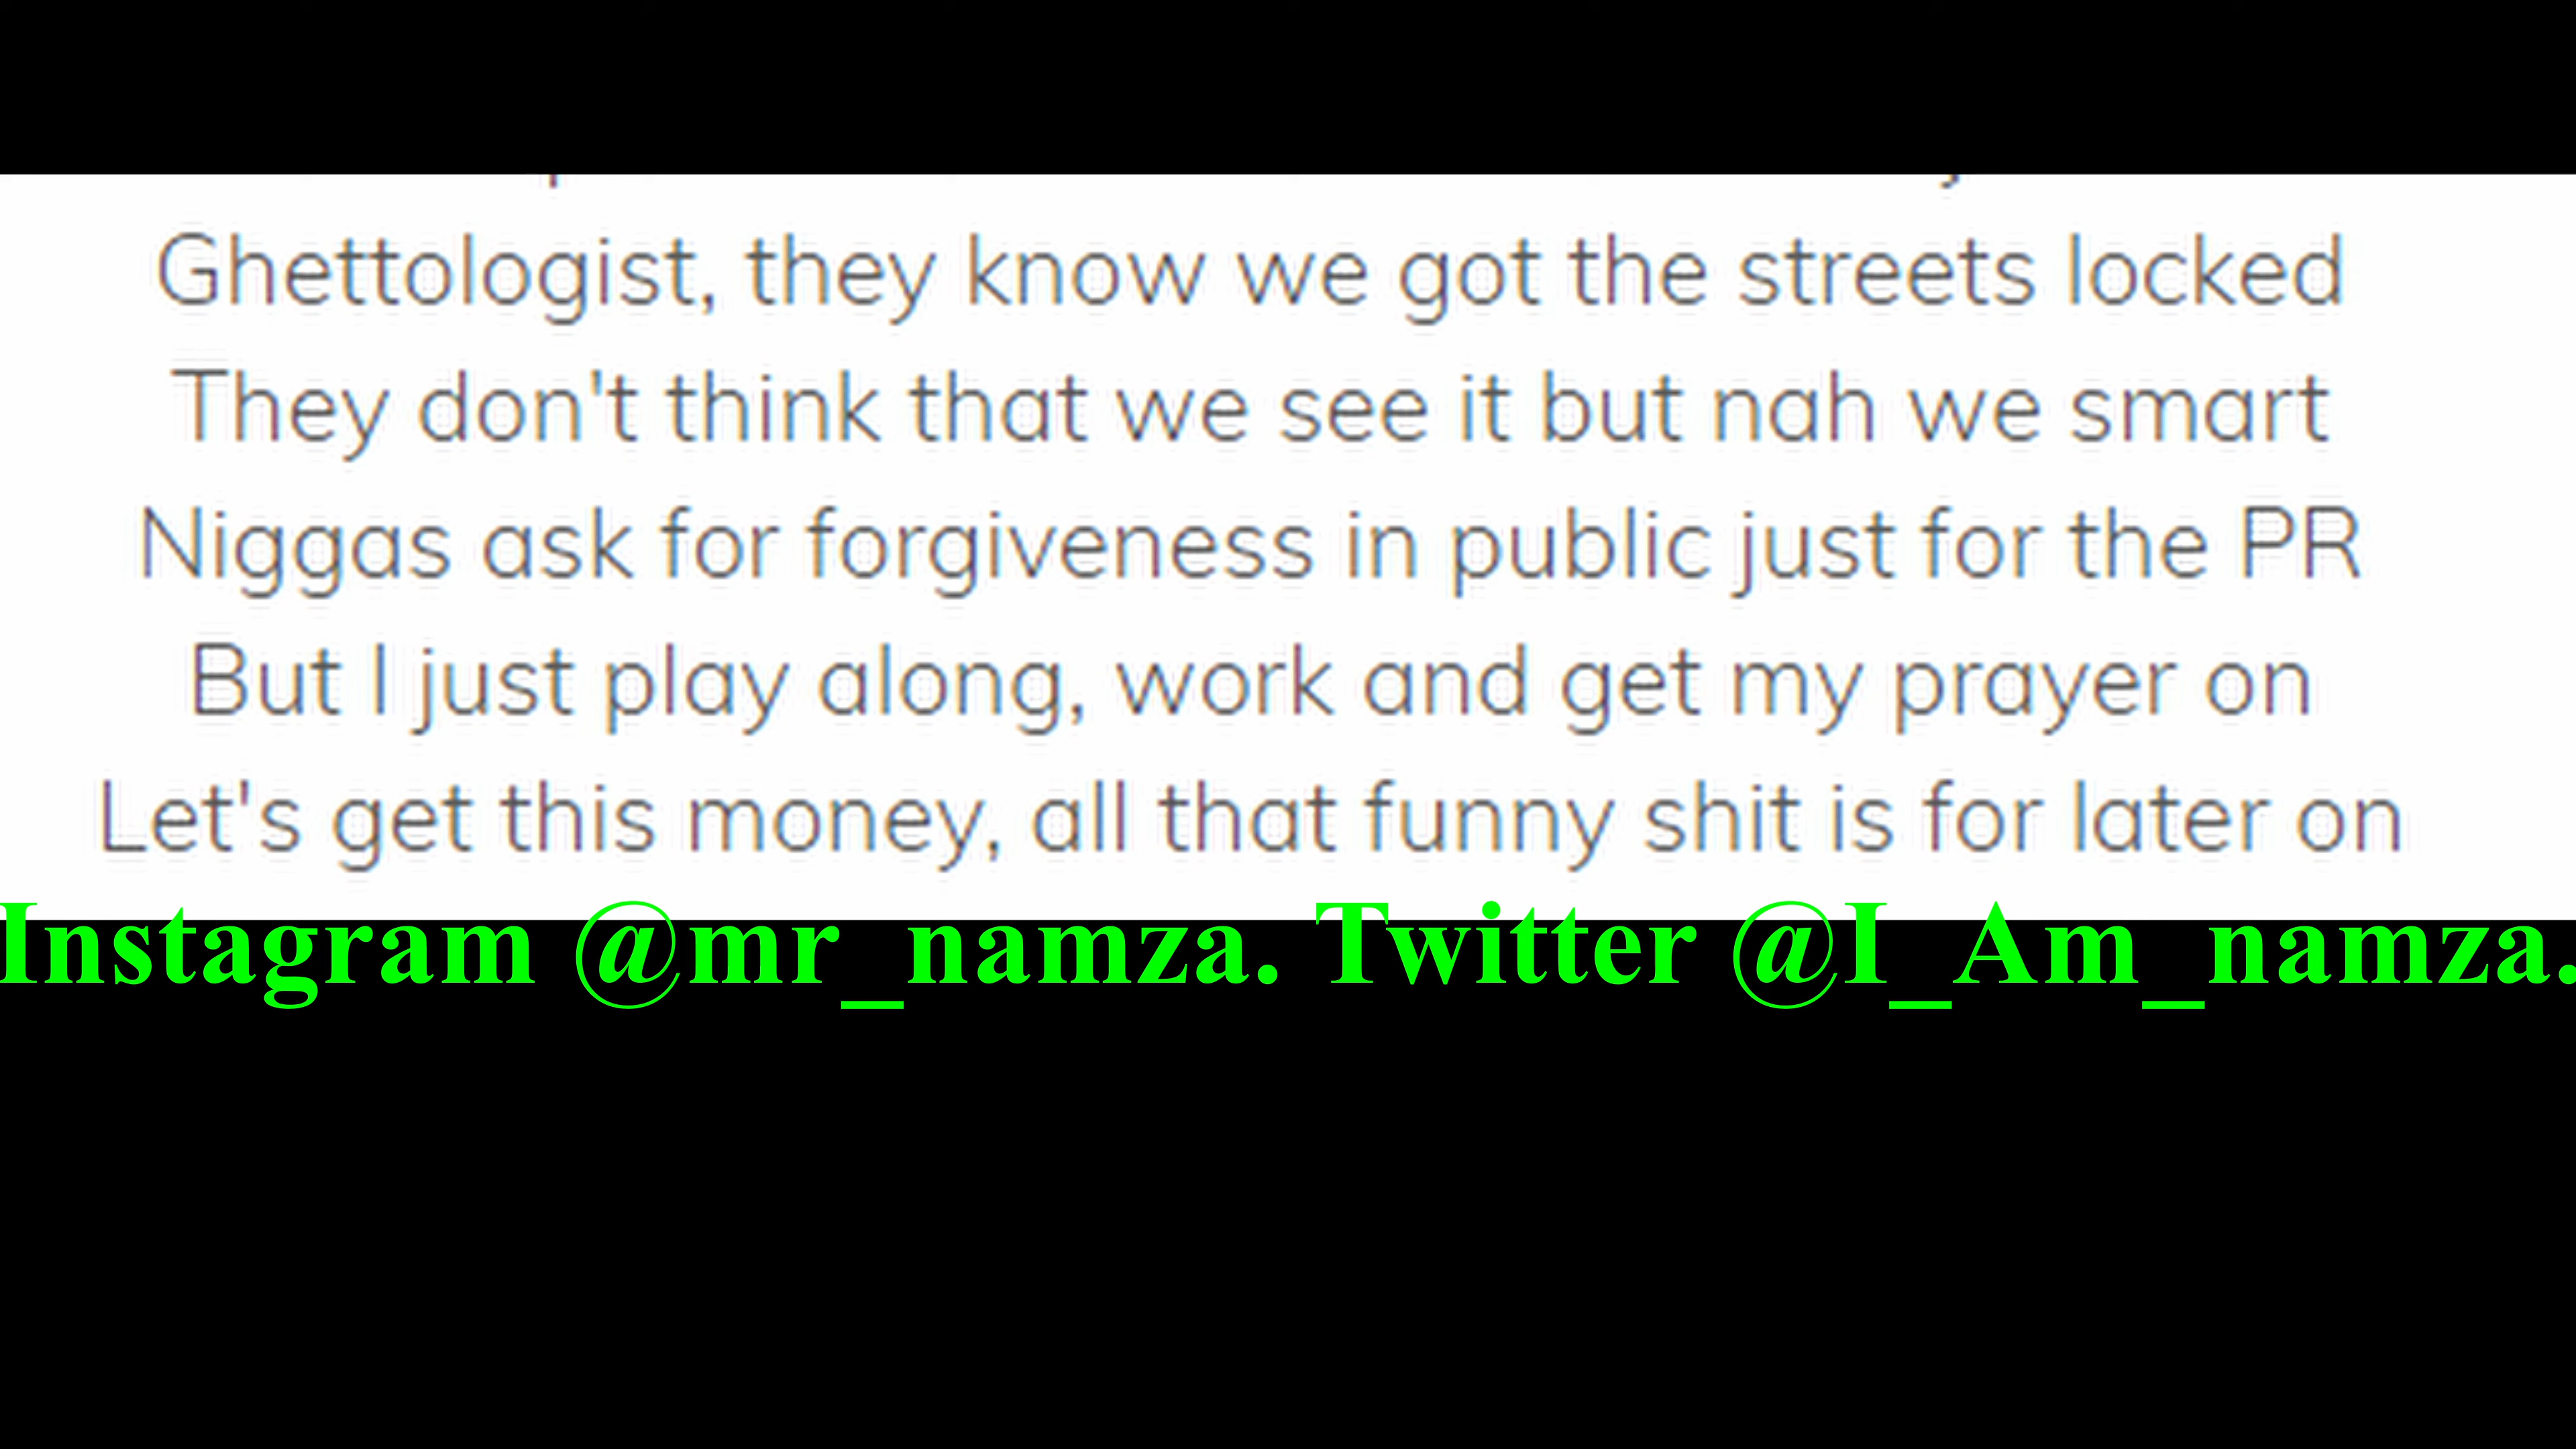 Ghettologist, they know we got the streets locked
They don't think that we see it but nah we smart
Niggas ask for forgiveness in public just for the PR
But I just play along, work and get my prayer on
Let's get this money, all that funny shit is for later on
Instagram @mr_namza. Twitter @I_Am_namza.